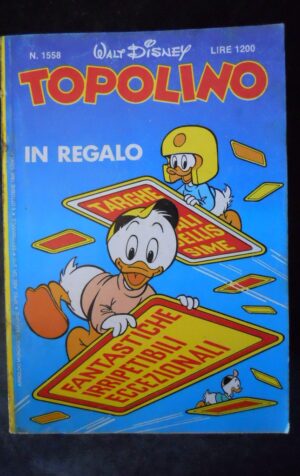 N. 1558
WALT DISNEY
LIRE 1200
TOPOLINO
IN REGALO
TARGHE
FANTASTICHE
IRRIPETIBILI
ECCEZIONALI